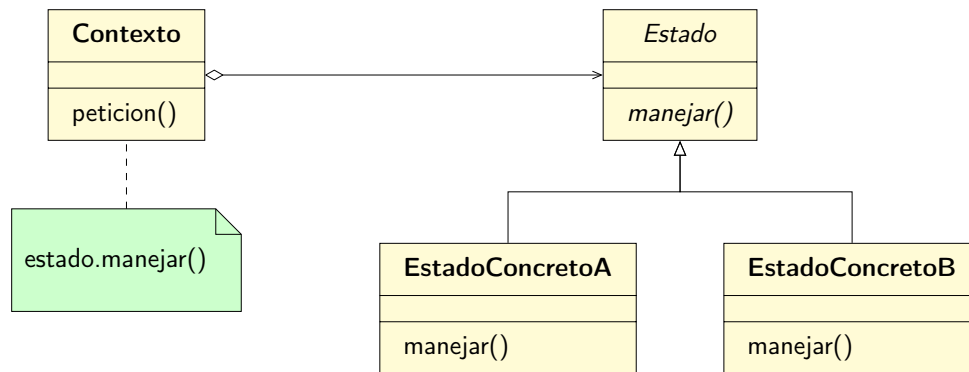 Contexto
peticion()
estado.manejar()
Estado
manejar()
EstadoConcretoA
manejar()
EstadoConcretoB
manejar()